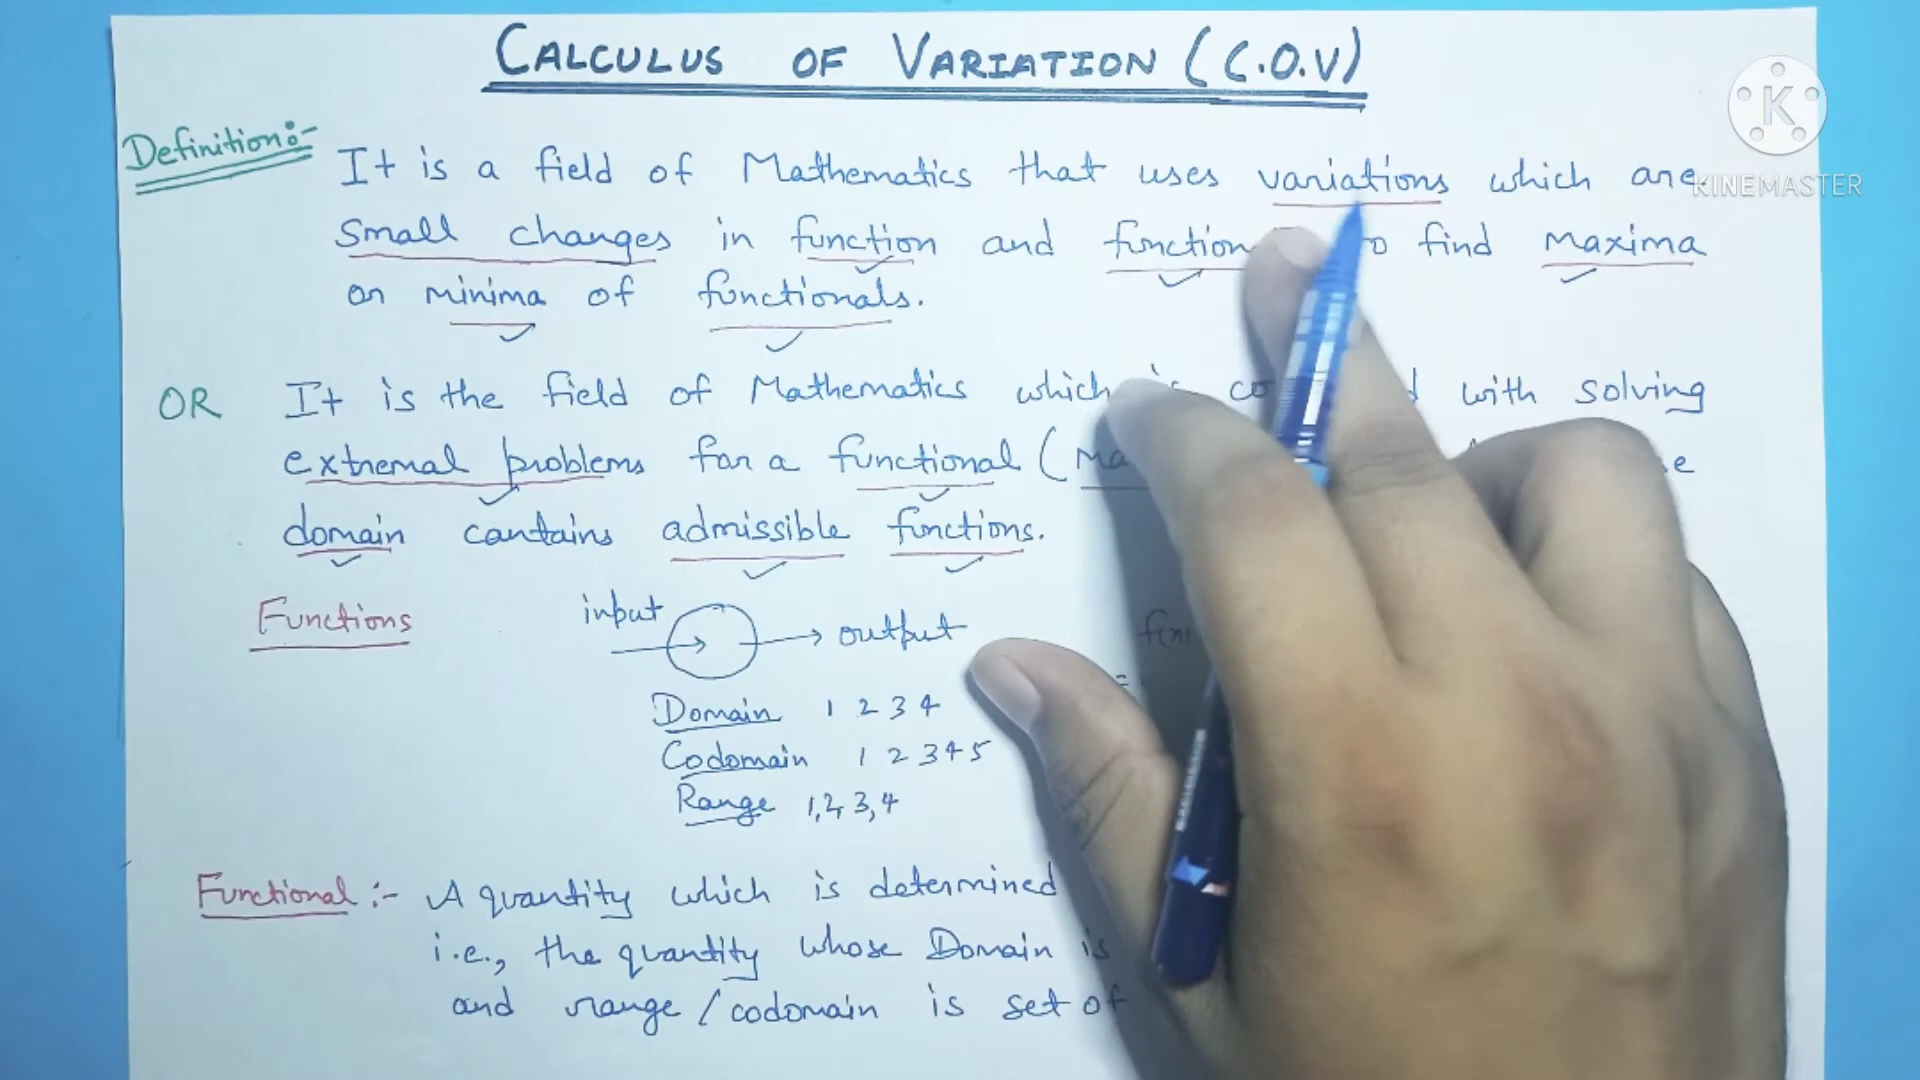 CALCULUS OF VARIATION (C.O.V)
K
KINEMASTER
Definition:- It is a field of Mathematics that uses variations which are
small changes in function and function to find maxima
or minima of functionals.
OR It is the field of Mathematics which is with solving
extremal problems for a functional (
domain contains admissible functions.
Functions input output
f(x)
Domain 1 2 3 4 =
Codomain 1 2 3 4 5
Range 1, 2, 3, 4
Functional :- A quantity which is determined
i.e., the quantity whose Domain is
and range / codomain is set of